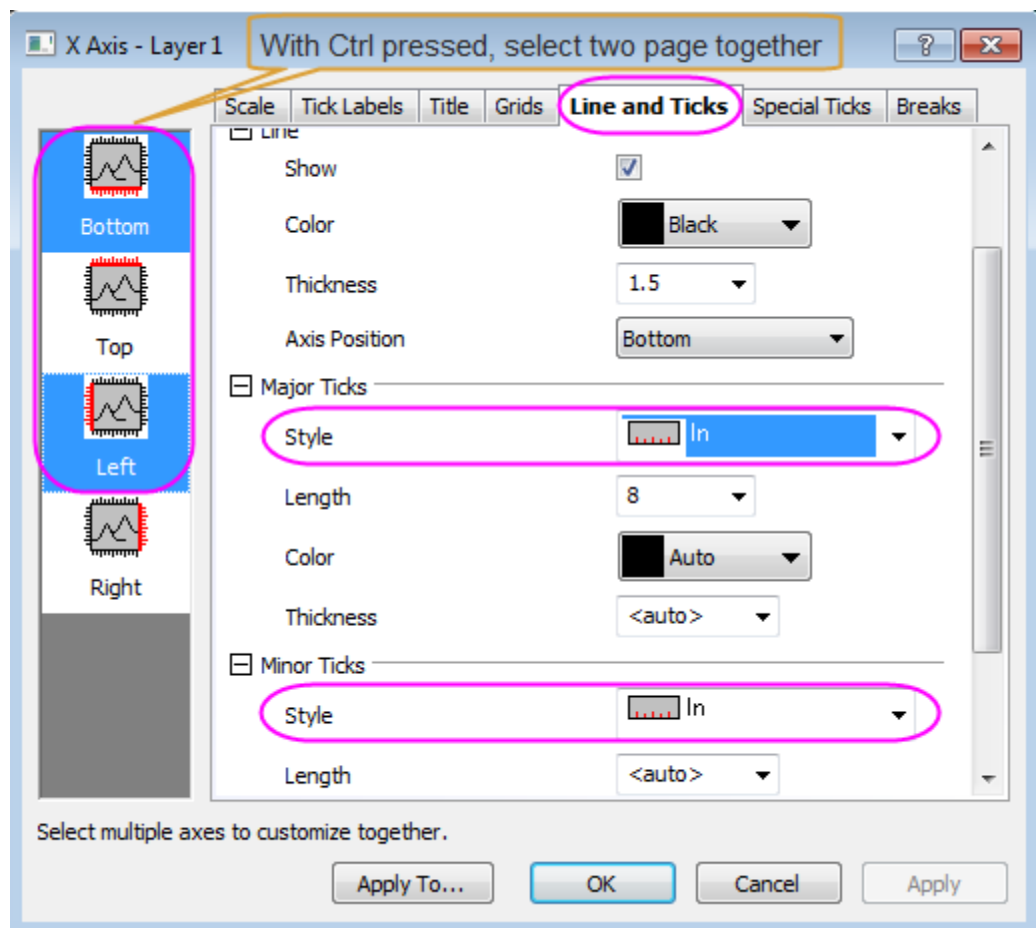 X Axis - Layer 1
With Ctrl pressed, select two page together
Scale Tick Labels Title Grids Line and Ticks Special Ticks Breaks
Bottom
Top
Left
Right
Line
Show
Color Black
Thickness 1.5
Axis Position Bottom
Major Ticks
Style In
Length 8
Color Auto
Thickness <auto>
Minor Ticks
Style In
Length <auto>
Select multiple axes to customize together.
Apply To... OK Cancel Apply